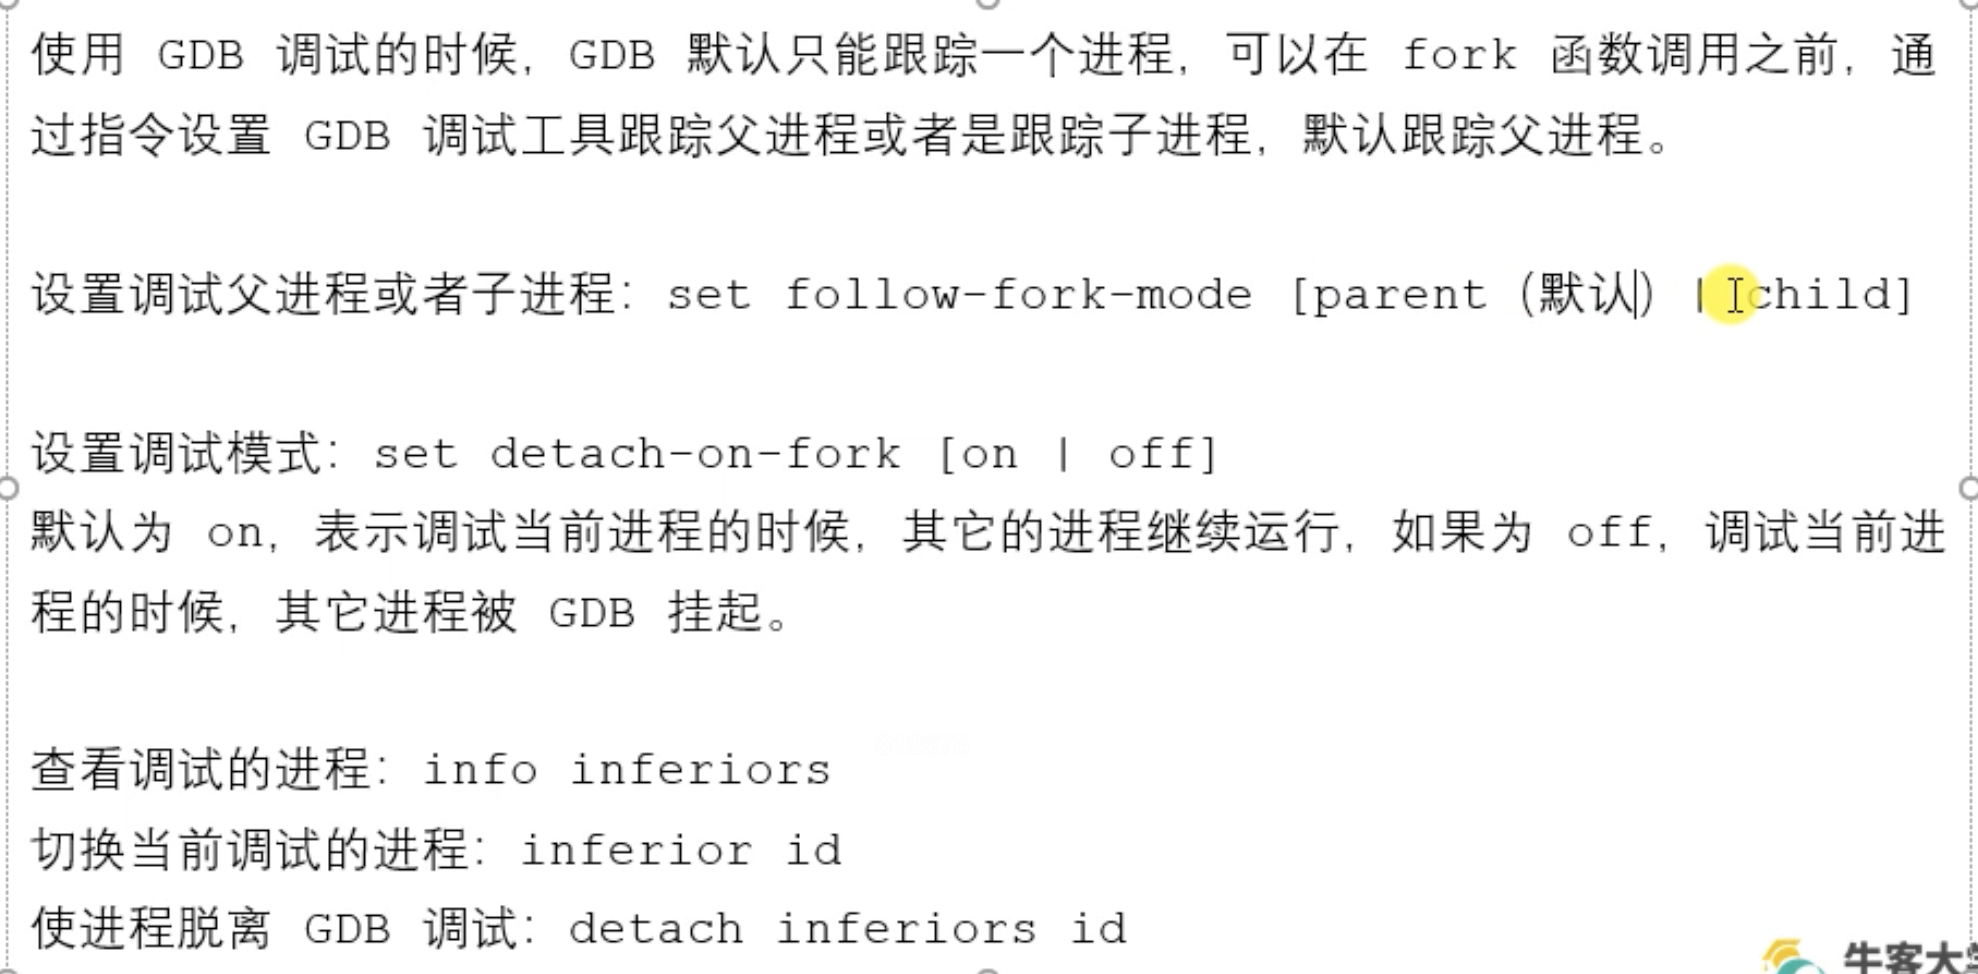 使用 GDB 调试的时候，GDB 默认只能跟踪一个进程，可以在 fork 函数调用之前，通
过指令设置 GDB 调试工具跟踪父进程或者是跟踪子进程，默认跟踪父进程。
设置调试父进程或者子进程：set follow-fork-mode [parent（默认）| child]
设置调试模式：set detach-on-fork [on | off]
默认为 on，表示调试当前进程的时候，其它的进程继续运行，如果为 off，调试当前进
程的时候，其它进程被 GDB 挂起。
查看调试的进程：info inferiors
切换当前调试的进程：inferior id
使进程脱离 GDB 调试：detach inferiors id
牛客大